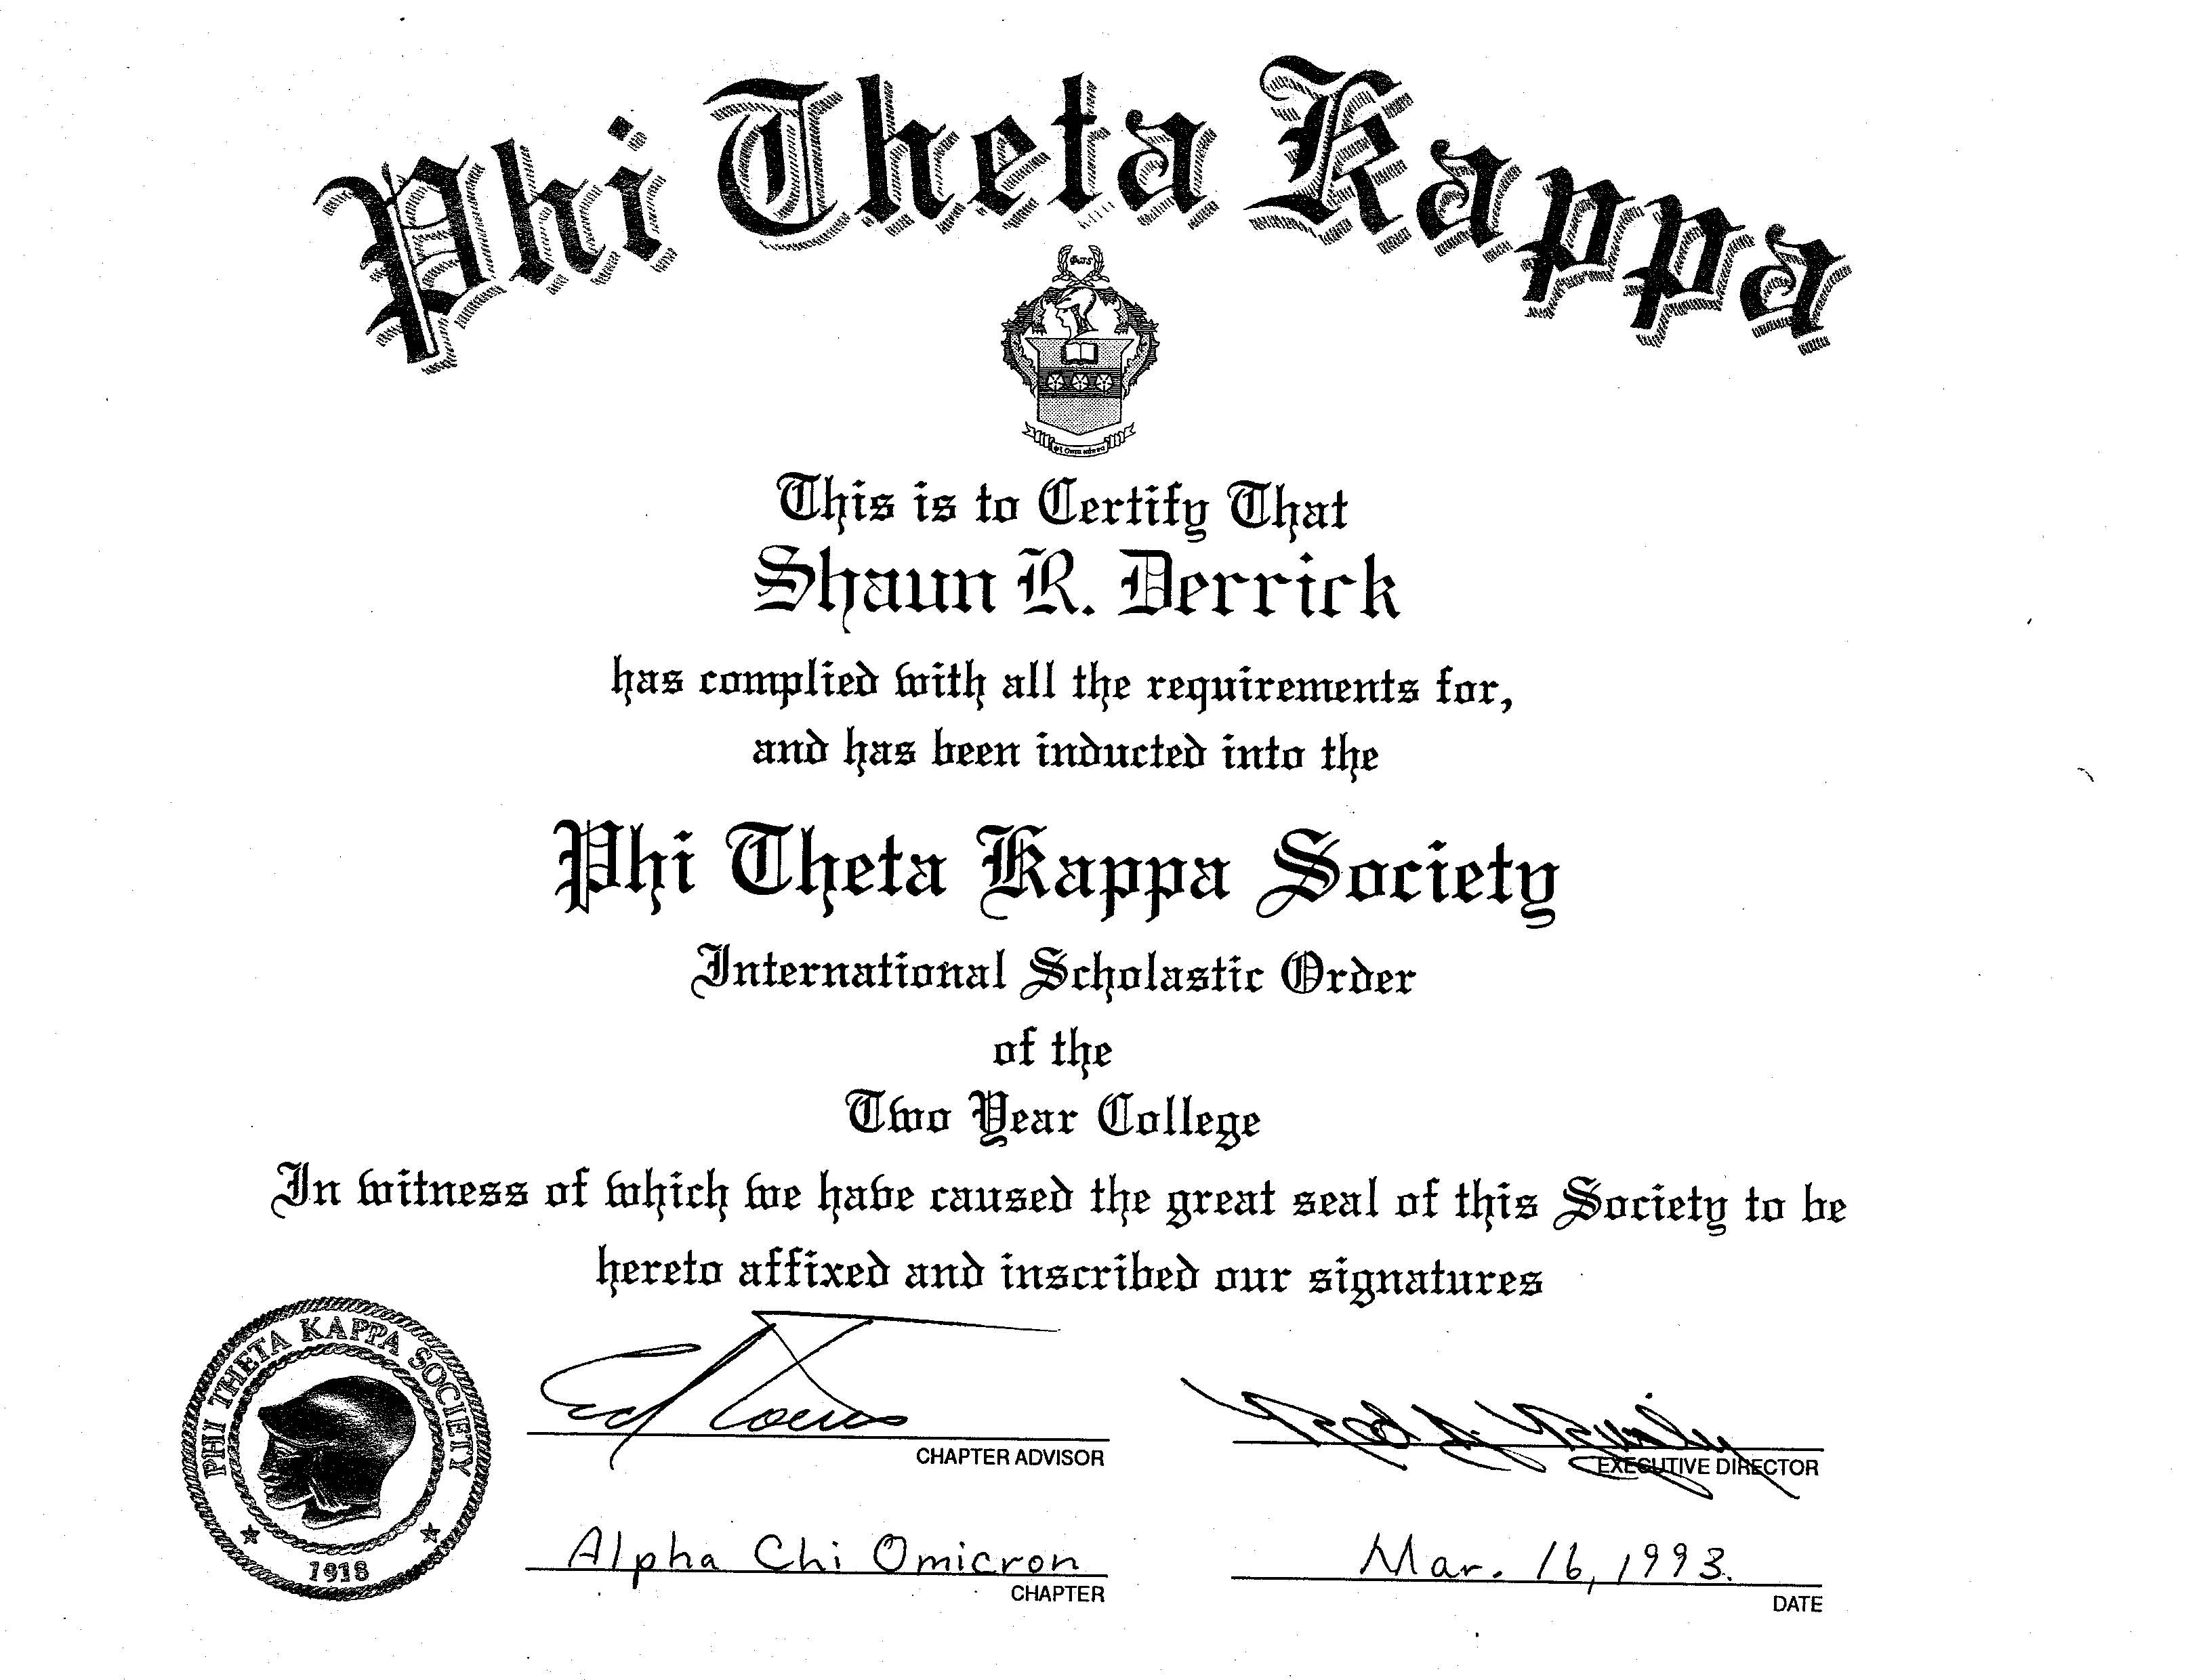 Phi Theta Kappa
This is to Certify That
Shaun R. Derrick
has complied with all the requirements for,
and has been inducted into the
Phi Theta Kappa Society
International Scholastic Order
of the
Two Year College
In witness of which we have caused the great seal of this Society to be
hereto affixed and inscribed our signatures
PHI THETA KAPPA SOCIETY
1918
Ed
CHAPTER ADVISOR
Rod A. Risley
EXECUTIVE DIRECTOR
Alpha Chi Omicron
CHAPTER
Mar. 16, 1993.
DATE